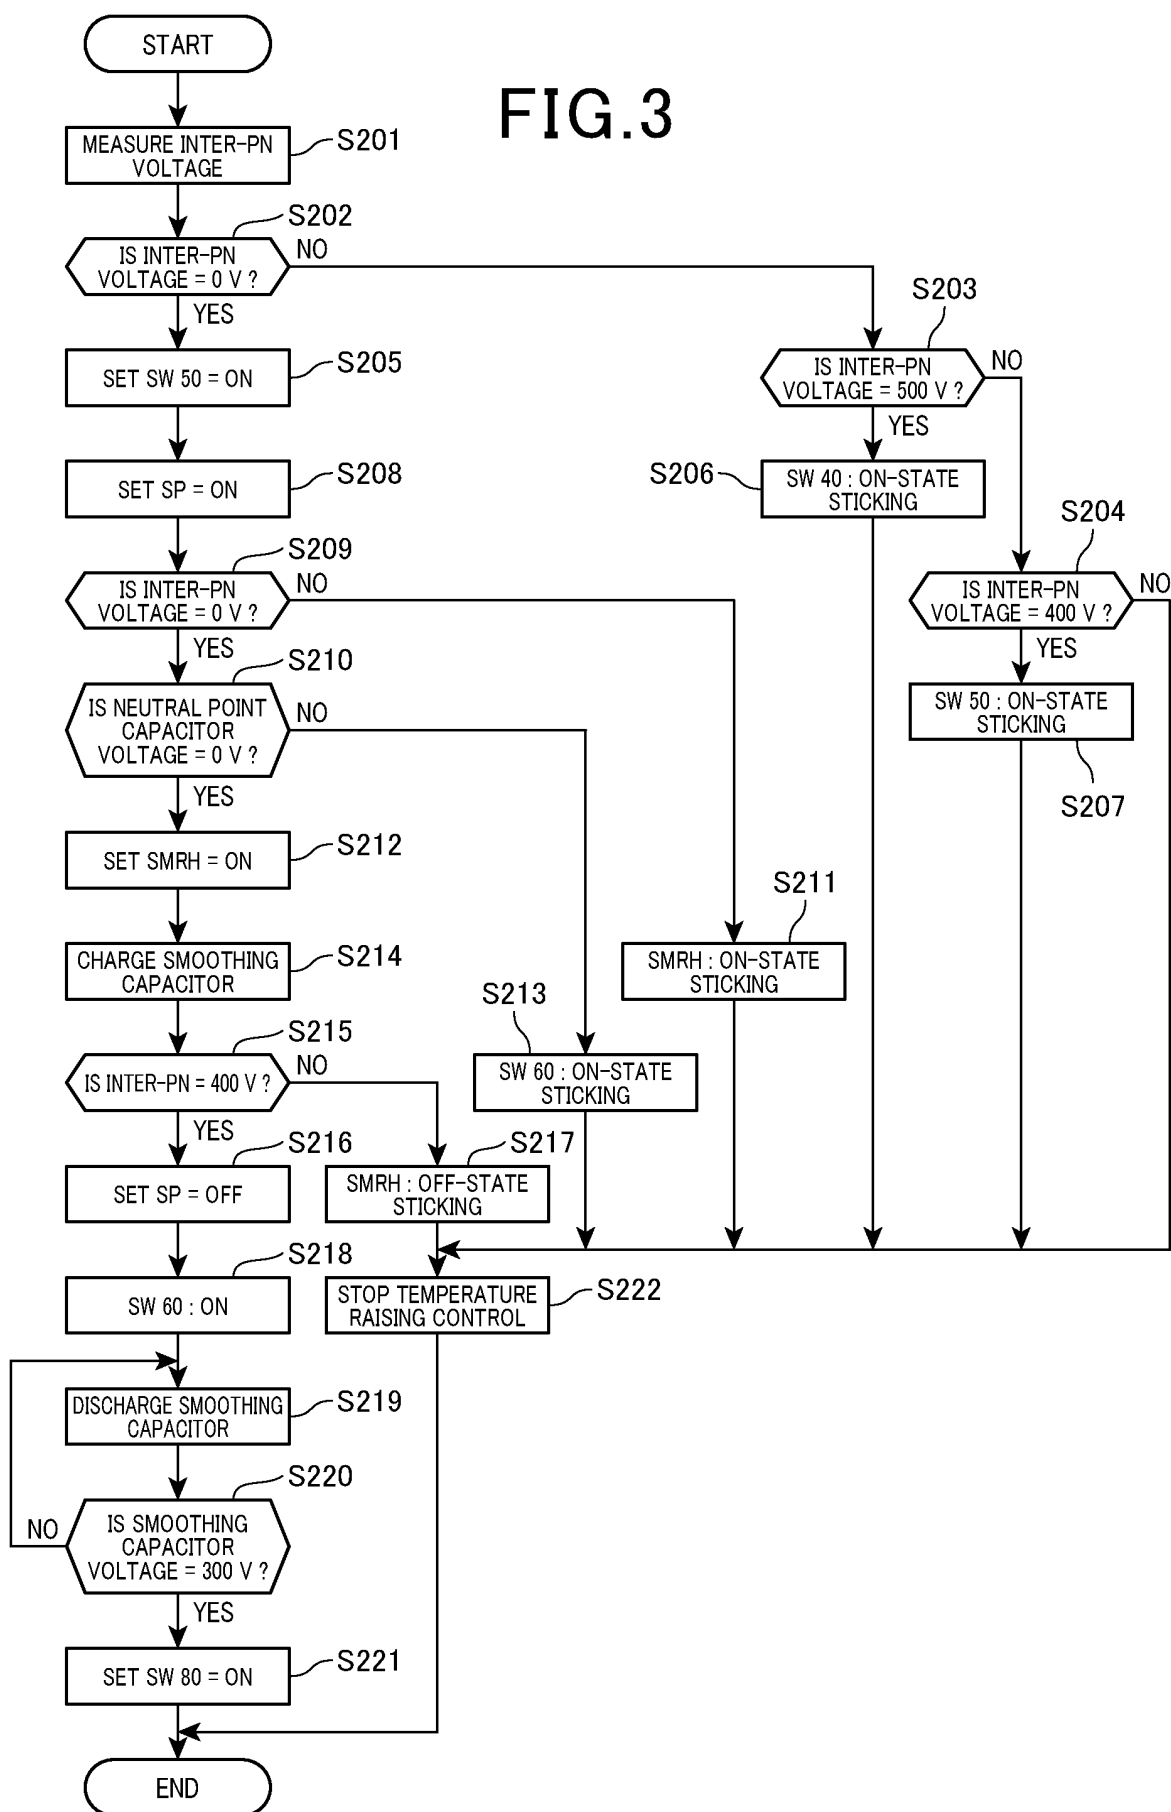 START
FIG.3
MEASURE INTER-PN
VOLTAGE
S201
S202
IS INTER-PN
VOLTAGE = 0 V ?
NO
YES
S203
IS INTER-PN
VOLTAGE = 500 V ?
NO
YES
SET SW 50 = ON
S205
SET SP = ON
S208
S206
SW 40 : ON-STATE
STICKING
S204
IS INTER-PN
VOLTAGE = 400 V ?
NO
YES
S209
IS INTER-PN
VOLTAGE = 0 V ?
NO
YES
SW 50 : ON-STATE
STICKING
S207
S210
IS NEUTRAL POINT
CAPACITOR
VOLTAGE = 0 V ?
NO
YES
SET SMRH = ON
S212
S211
SMRH : ON-STATE
STICKING
CHARGE SMOOTHING
CAPACITOR
S214
S213
SW 60 : ON-STATE
STICKING
S215
IS INTER-PN = 400 V ?
NO
YES
S216
SET SP = OFF
S217
SMRH : OFF-STATE
STICKING
S218
SW 60 : ON
STOP TEMPERATURE
RAISING CONTROL
S222
DISCHARGE SMOOTHING
CAPACITOR
S219
S220
IS SMOOTHING
CAPACITOR
VOLTAGE = 300 V ?
NO
YES
SET SW 80 = ON
S221
END